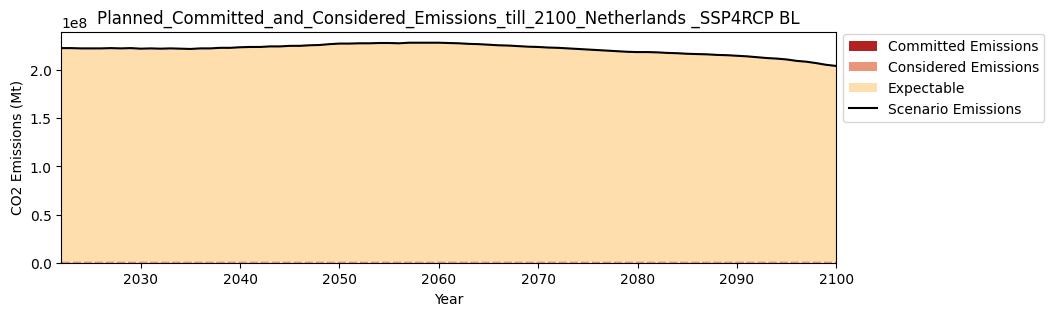 Planned_Committed_and_Considered_Emissions_till_2100_Netherlands _SSP4RCP BL
1e8
2.0
1.5
1.0
0.5
0.0
CO2 Emissions (Mt)
2030 2040 2050 2060 2070 2080 2090 2100
Year
Committed Emissions
Considered Emissions
Expectable
Scenario Emissions